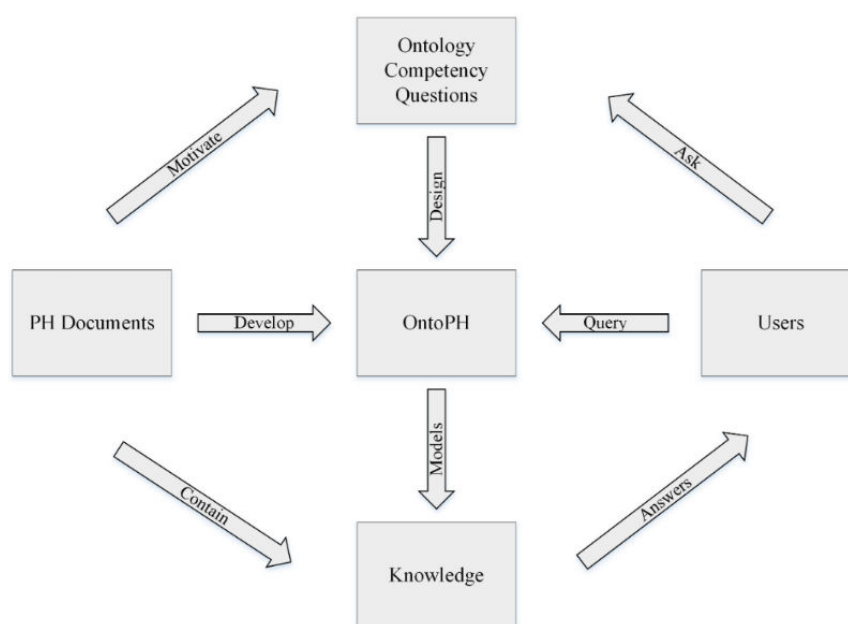 Ontology
Competency
Questions
Motivate
Ask
Design
PH Documents
Develop
OntoPH
Query
Users
Models
Contain
Answers
Knowledge